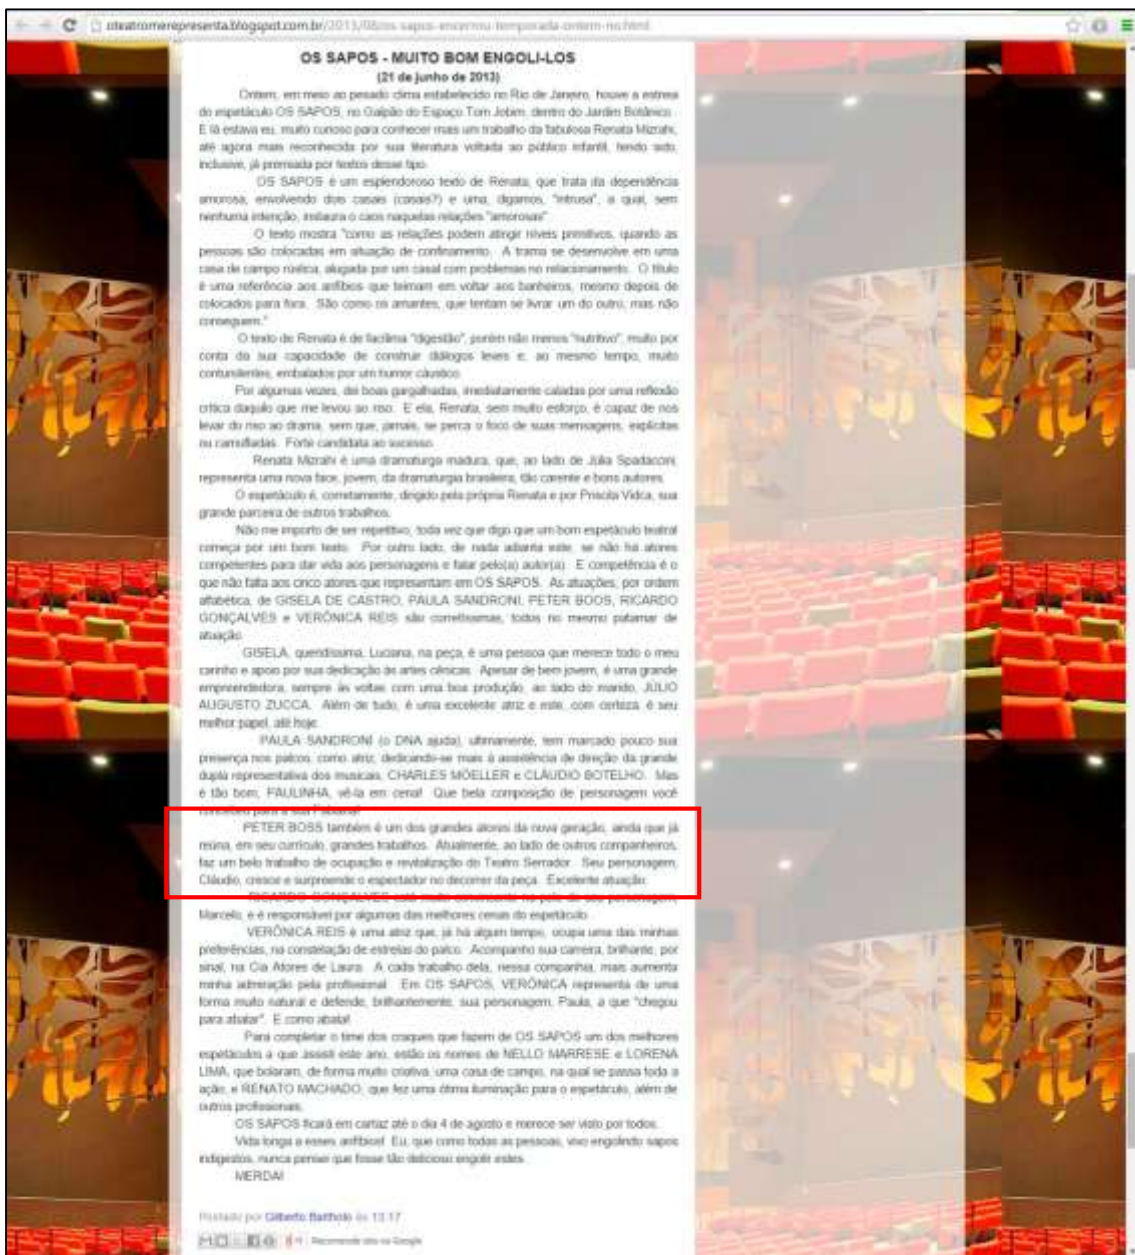 oteatromerepresenta.blogspot.com.br/2013/08/os-sapos-encerrou-temporada-ontem-no.html
OS SAPOS - MUITO BOM ENGOLI-LOS
(21 de junho de 2013)
Ontem, em meio ao pesado clima estabelecido no Rio de Janeiro, houve a estreia
do espetáculo OS SAPOS, no Galpão do Espaço Tom Jobim, dentro do Jardim Botânico.
E lá estava eu, muito curioso para conhecer mais um trabalho da fabulosa Renata Mizrahi,
até agora mais reconhecida por sua literatura voltada ao público infantil, tendo sido,
inclusive, já premiada por textos desse tipo.
OS SAPOS é um esplendoroso texto de Renata, que trata da dependência
amorosa, envolvendo dois casais (casais?) e uma, digamos, "intrusa", a qual, sem
nenhuma intenção, instaura o caos naquelas relações "amorosas".
O texto mostra "como as relações podem atingir níveis primitivos, quando as
pessoas são colocadas em situação de confinamento. A trama se desenvolve em uma
casa de campo rústica, alugada por um casal com problemas no relacionamento. O título
é uma referência aos anfíbios que teimam em voltar aos banheiros, mesmo depois de
colocados para fora. São como os amantes, que tentam se livrar um do outro, mas não
conseguem."
O texto de Renata é de facílima "digestão", porém não menos "nutritivo", muito por
conta da sua capacidade de construir diálogos leves e, ao mesmo tempo, muito
contundentes, embalados por um humor cáustico.
Por algumas vezes, dei boas gargalhadas, imediatamente caladas por uma reflexão
crítica daquilo que me levou ao riso. E ela, Renata, sem muito esforço, é capaz de nos
levar do riso ao drama, sem que, jamais, se perca o foco de suas mensagens, explícitas
ou camufladas. Forte candidata ao sucesso.
Renata Mizrahi é uma dramaturga madura, que, ao lado de Júlia Spadaccini,
representa uma nova face, jovem, da dramaturgia brasileira, tão carente e bons autores.
O espetáculo é, corretamente, dirigido pela própria Renata e por Priscila Vidca, sua
grande parceira de outros trabalhos.
Não me importo de ser repetitivo, toda vez que digo que um bom espetáculo teatral
começa por um bom texto. Por outro lado, de nada adianta este, se não há atores
competentes para dar vida aos personagens e falar pelo(a) autor(a). E competência é o
que não falta aos cinco atores que representam em OS SAPOS. As atuações, por ordem
alfabética, de GISELA DE CASTRO, PAULA SANDRONI, PETER BOOS, RICARDO
GONÇALVES e VERÔNICA REIS são corretíssimas, todos no mesmo patamar de
atuação.
GISELA, queridíssima, Luciana, na peça, é uma pessoa que merece todo o meu
carinho e apoio por sua dedicação às artes cênicas. Apesar de bem jovem, é uma grande
empreendedora, sempre às voltas com uma boa produção, ao lado do marido, JÚLIO
AUGUSTO ZUCCA. Além de tudo, é uma excelente atriz e este, com certeza, é seu
melhor papel, até hoje.
PAULA SANDRONI (o DNA ajuda), ultimamente, tem marcado pouco sua
presença nos palcos, como atriz, dedicando-se mais à assistência de direção da grande
dupla representativa dos musicais, CHARLES MÖELLER e CLÁUDIO BOTELHO. Mas
é tão bom, PAULINHA, vê-la em cena! Que bela composição de personagem você
concebeu para a sua Fabiana!
PETER BOSS também é um dos grandes atores da nova geração, ainda que já
reúna, em seu currículo, grandes trabalhos. Atualmente, ao lado de outros companheiros,
faz um belo trabalho de ocupação e revitalização do Teatro Serrador. Seu personagem,
Cláudio, cresce e surpreende o espectador no decorrer da peça. Excelente atuação.
RICARDO GONÇALVES está muito convincente na pele de seu personagem,
Marcelo, e é responsável por algumas das melhores cenas do espetáculo.
VERÔNICA REIS é uma atriz que, já há algum tempo, ocupa uma das minhas
preferências, na constelação de estrelas do palco. Acompanho sua carreira, brilhante, por
sinal, na Cia Atores de Laura. A cada trabalho dela, nessa companhia, mais aumenta
minha admiração pela profissional. Em OS SAPOS, VERÔNICA representa de uma
forma muito natural e defende, brilhantemente, sua personagem, Paula, a que "chegou
para abalar". E como abala!
Para completar o time dos craques que fazem de OS SAPOS um dos melhores
espetáculos a que assisti este ano, estão os nomes de NELLO MARRESE e LORENA
LIMA, que bolaram, de forma muito criativa, uma casa de campo, na qual se passa toda a
ação, e RENATO MACHADO, que fez uma ótima iluminação para o espetáculo, além de
outros profissionais.
OS SAPOS ficará em cartaz até o dia 4 de agosto e merece ser visto por todos.
Vida longa a esses anfíbios! Eu, que como todas as pessoas, vivo engolindo sapos
indigestos, nunca pensei que fosse tão delicioso engolir estes.
MERDA!
Postado por Gilberto Bartholo às 13:17
Recomende isto no Google